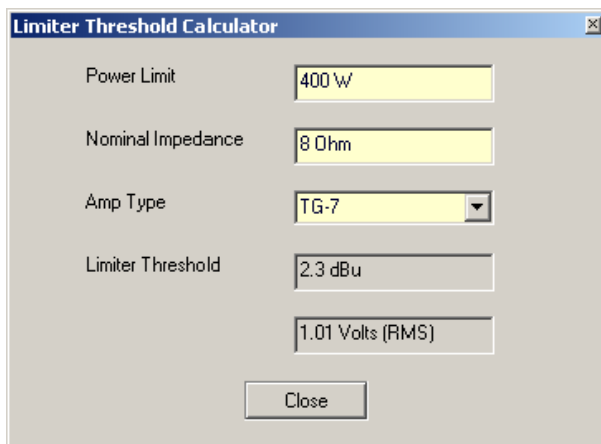 Limiter Threshold Calculator
Power Limit 400 W
Nominal Impedance 8 Ohm
Amp Type TG-7
Limiter Threshold 2.3 dBu
1.01 Volts (RMS)
Close